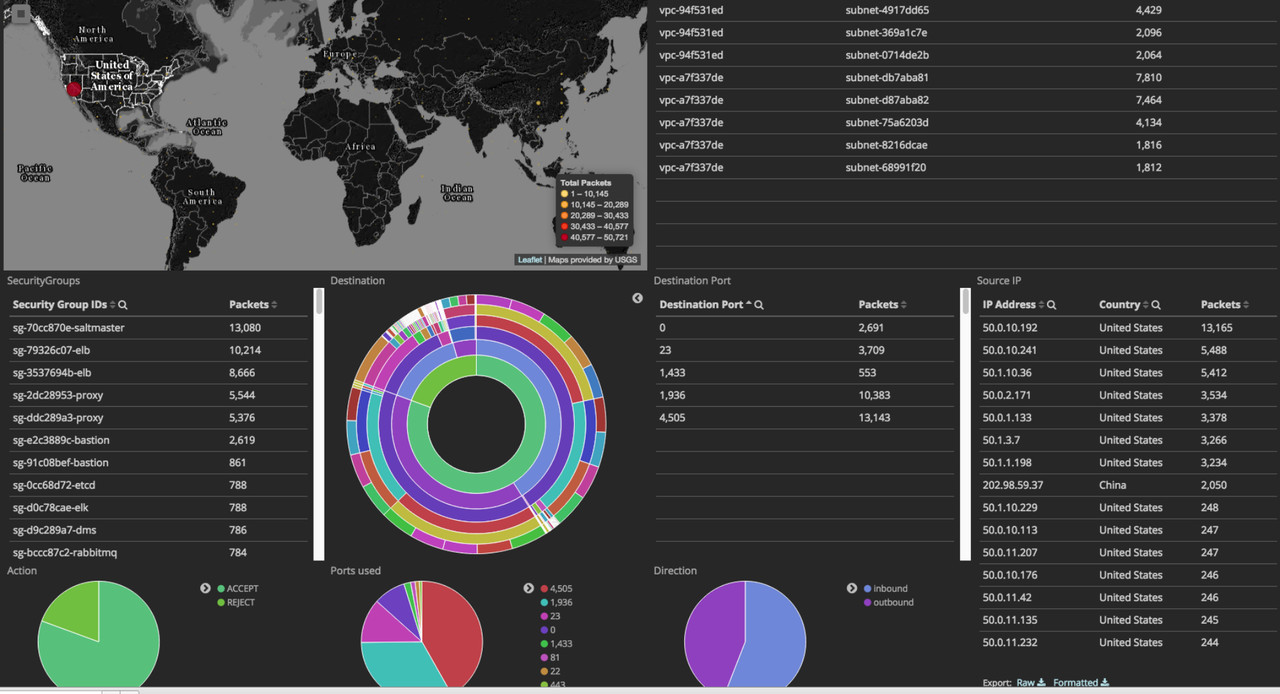 North
America
United
States of
America
Europe
Atlantic
Ocean
Africa
Pacific
Ocean
South
America
Indian
Ocean
Total Packets
1 – 10,145
10,145 – 20,289
20,289 – 30,433
30,433 – 40,577
40,577 – 50,721
Leaflet | Maps provided by USGS
vpc-94f531ed subnet-4917dd65 4,429
vpc-94f531ed subnet-369a1c7e 2,096
vpc-94f531ed subnet-0714de2b 2,064
vpc-a7f337de subnet-db7aba81 7,810
vpc-a7f337de subnet-d87aba82 7,464
vpc-a7f337de subnet-75a6203d 4,134
vpc-a7f337de subnet-8216dcae 1,816
vpc-a7f337de subnet-68991f20 1,812
SecurityGroups
Security Group IDs Packets
sg-70cc870e-saltmaster 13,080
sg-79326c07-elb 10,214
sg-3537694b-elb 8,666
sg-2dc28953-proxy 5,544
sg-ddc289a3-proxy 5,376
sg-e2c3889c-bastion 2,619
sg-91c08bef-bastion 861
sg-0cc68d72-etcd 788
sg-d0c78cae-elk 788
sg-d9c289a7-dms 786
sg-bccc87c2-rabbitmq 784
Destination
Destination Port
Destination Port Packets
0 2,691
23 3,709
1,433 553
1,936 10,383
4,505 13,143
Source IP
IP Address Country Packets
50.0.10.192 United States 13,165
50.0.10.241 United States 5,488
50.1.10.36 United States 5,412
50.0.2.171 United States 3,534
50.0.1.133 United States 3,378
50.1.3.7 United States 3,266
50.1.1.198 United States 3,234
202.98.59.37 China 2,050
50.1.10.229 United States 248
50.0.10.113 United States 247
50.0.11.207 United States 247
50.0.10.176 United States 246
50.0.11.42 United States 246
50.0.11.135 United States 245
50.0.11.232 United States 244
Export: Raw Formatted
Action
ACCEPT
REJECT
Ports used
4,505
1,936
23
0
1,433
81
22
443
Direction
inbound
outbound